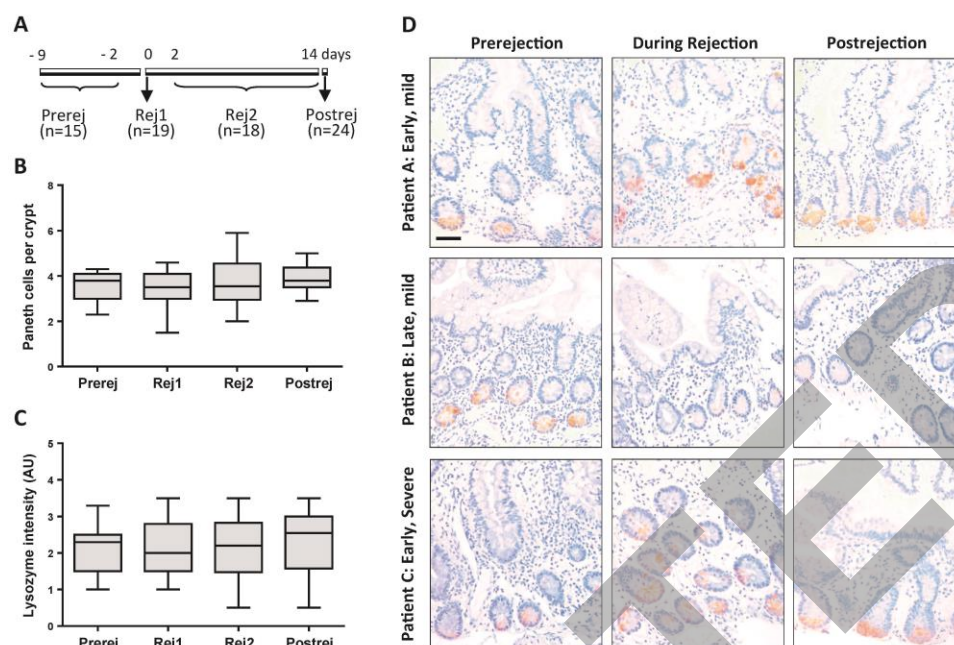 A
- 9
- 2
0
2
14 days
Prerej
(n=15)
Rej1
(n=19)
Rej2
(n=18)
Postrej
(n=24)
B
Paneth cells per crypt
8
6
4
2
0
Prerej
Rej1
Rej2
Postrej
C
Lysozyme intensity (AU)
5
4
3
2
1
0
Prerej
Rej1
Rej2
Postrej
D
Prerejection
During Rejection
Postrejection
Patient A: Early, mild
Patient B: Late, mild
Patient C: Early, Severe